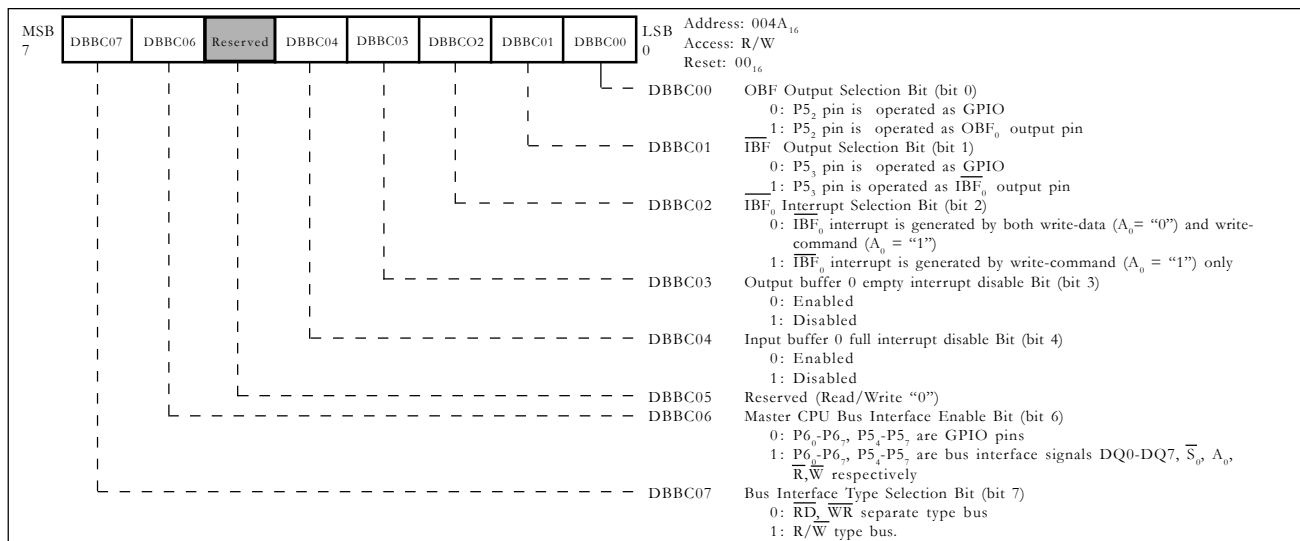 MSB 7 DBBC07 DBBC06 Reserved DBBC04 DBBC03 DBBCO2 DBBC01 DBBC00 LSB 0
Address: 004A₁₆
Access: R/W
Reset: 00₁₆
DBBC00 OBF Output Selection Bit (bit 0)
0: P5₂ pin is operated as GPIO
1: P5₂ pin is operated as OBF₀ output pin
DBBC01 I̅B̅F̅ Output Selection Bit (bit 1)
0: P5₃ pin is operated as GPIO
1: P5₃ pin is operated as I̅B̅F̅₀ output pin
DBBC02 I̅B̅F̅₀ Interrupt Selection Bit (bit 2)
0: I̅B̅F̅₀ interrupt is generated by both write-data (A₀= “0”) and write-
command (A₀ = “1”)
1: I̅B̅F̅₀ interrupt is generated by write-command (A₀ = “1”) only
DBBC03 Output buffer 0 empty interrupt disable Bit (bit 3)
0: Enabled
1: Disabled
DBBC04 Input buffer 0 full interrupt disable Bit (bit 4)
0: Enabled
1: Disabled
DBBC05 Reserved (Read/Write “0”)
DBBC06 Master CPU Bus Interface Enable Bit (bit 6)
0: P6₀-P6₇, P5₄-P5₇ are GPIO pins
1: P6₀-P6₇, P5₄-P5₇ are bus interface signals DQ0-DQ7, S̅₀, A₀,
R̅,W̅ respectively
DBBC07 Bus Interface Type Selection Bit (bit 7)
0: R̅D̅, W̅R̅ separate type bus
1: R/W̅ type bus.